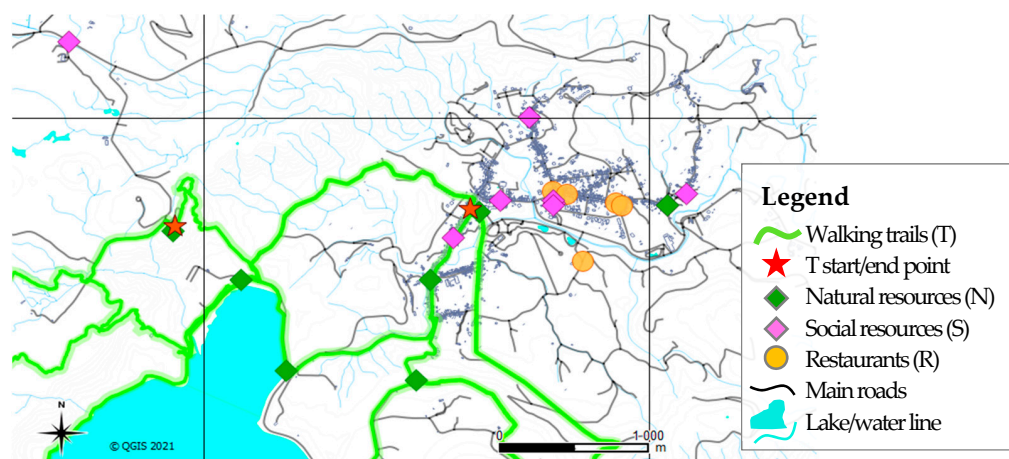 N
© QGIS 2021
0
1-000
m
Legend
Walking trails (T)
T start/end point
Natural resources (N)
Social resources (S)
Restaurants (R)
Main roads
Lake/water line